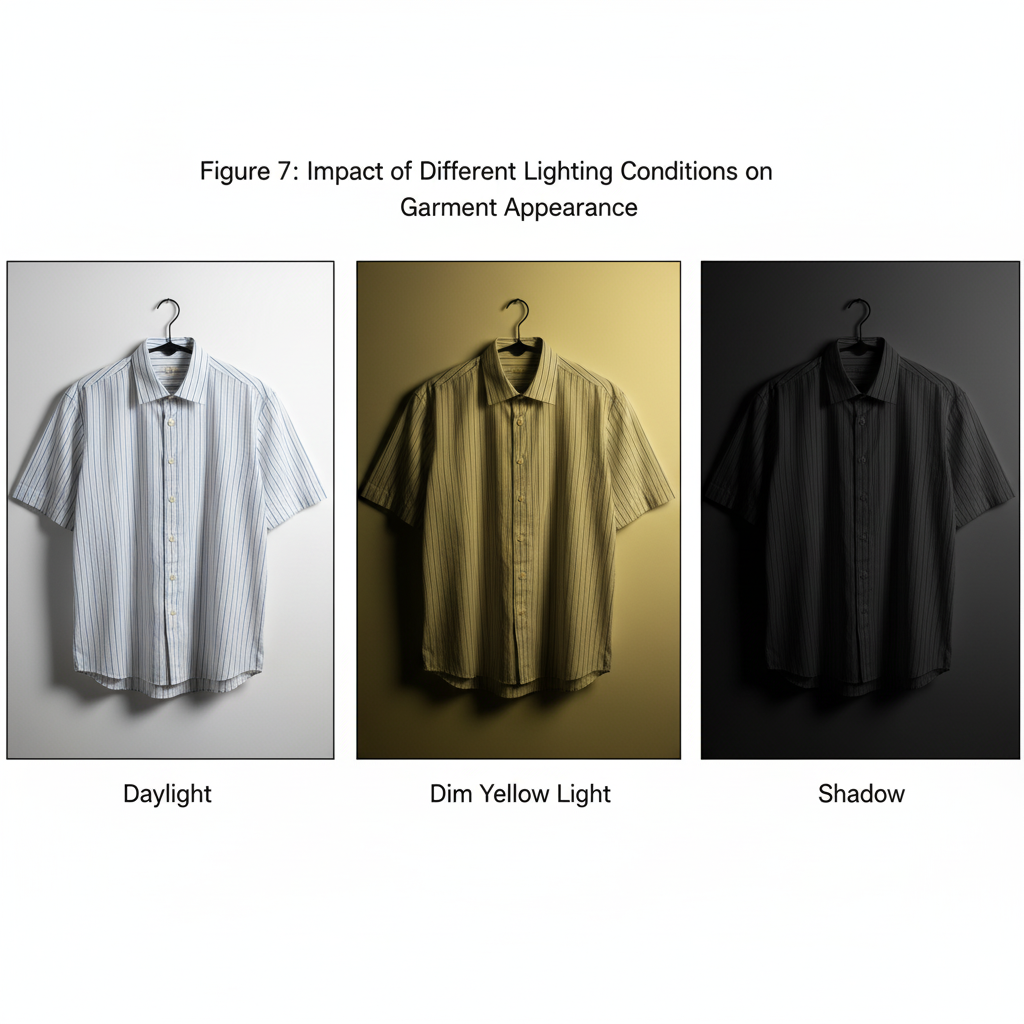 Figure 7: Impact of Different Lighting Conditions on
Garment Appearance
Daylight
Dim Yellow Light
Shadow